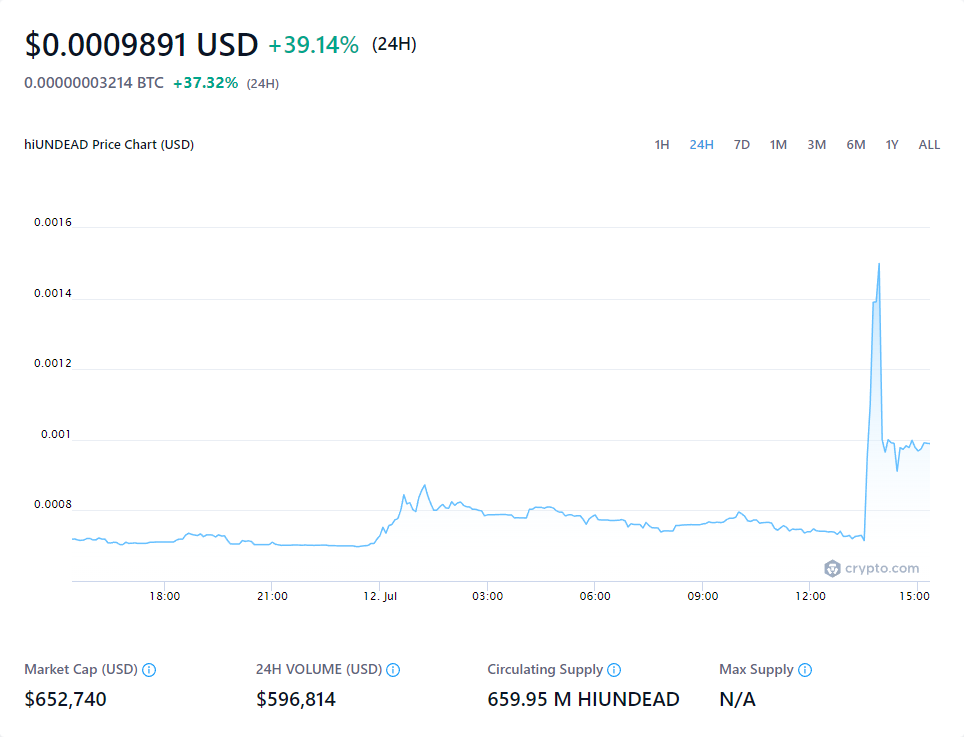 $0.0009891 USD +39.14% (24H)
0.00000003214 BTC +37.32% (24H)
hiUNDEAD Price Chart (USD) 1H 24H 7D 1M 3M 6M 1Y ALL
0.0016
0.0014
0.0012
0.001
0.0008
crypto.com
18:00 21:00 12. Jul 03:00 06:00 09:00 12:00 15:00
Market Cap (USD) 24H VOLUME (USD) Circulating Supply Max Supply
$652,740 $596,814 659.95 M HIUNDEAD N/A